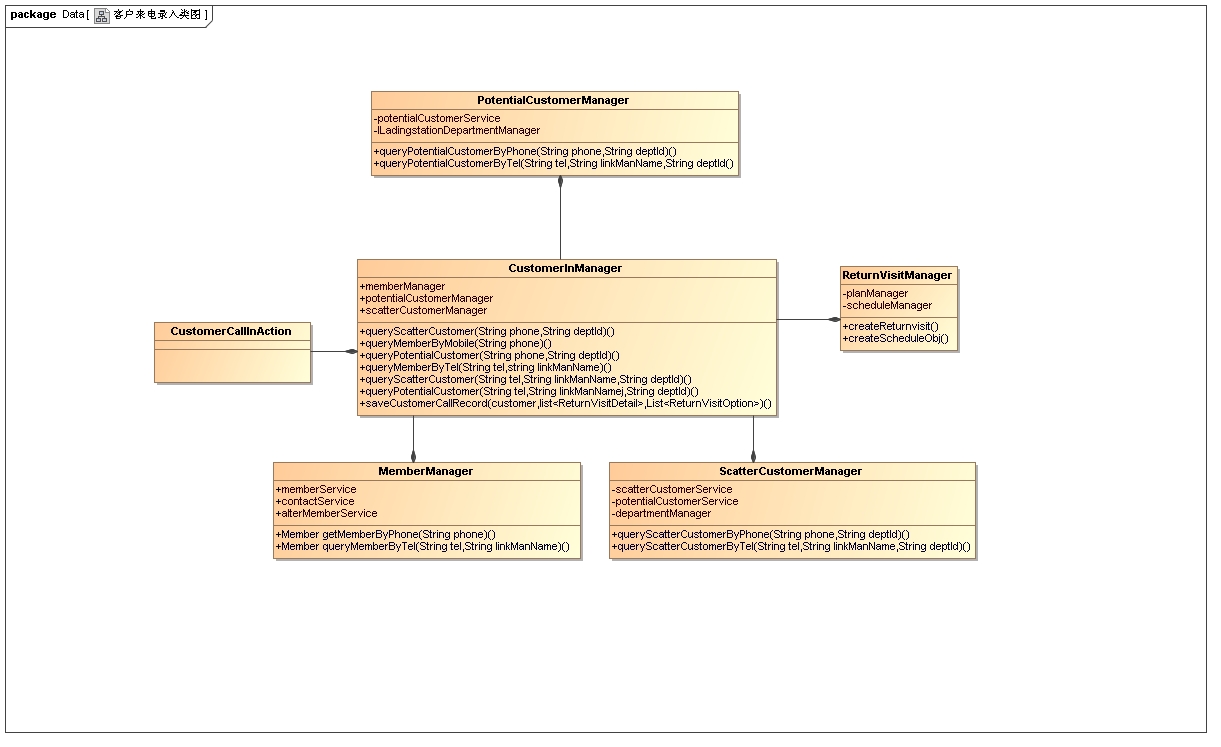 package Data[ 客户来电录入类图 ]
PotentialCustomerManager
-potentialCustomerService
-ILadingstationDepartmentManager
+queryPotentialCustomerByPhone(String phone,String deptId)()
+queryPotentialCustomerByTel(String tel,String linkManName,String deptId()
CustomerInManager
+memberManager
+potentialCustomerManager
+scatterCustomerManager
+queryScatterCustomer(String phone,String deptId)()
+queryMemberByMobile(String phone)()
+queryPotentialCustomer(String phone,String deptId)()
+queryMemberByTel(String tel,string linkManName)()
+queryScatterCustomer(String tel,String linkManName,String deptId)()
+queryPotentialCustomer(String tel,String linkManNamej,String deptId)()
+saveCustomerCallRecord(customer,list<ReturnVisitDetail>,List<ReturnVisitOption>)()
ReturnVisitManager
-planManager
-scheduleManager
+createReturnvisit()
+createScheduleObj()
CustomerCallInAction
MemberManager
+memberService
+contactService
+alterMemberService
+Member getMemberByPhone(String phone)()
+Member queryMemberByTel(String tel,String linkManName)()
ScatterCustomerManager
-scatterCustomerService
-potentialCustomerService
-departmentManager
+queryScatterCustomerByPhone(String phone,String deptId)()
+queryScatterCustomerByTel(String tel,String linkManName,String deptId)()